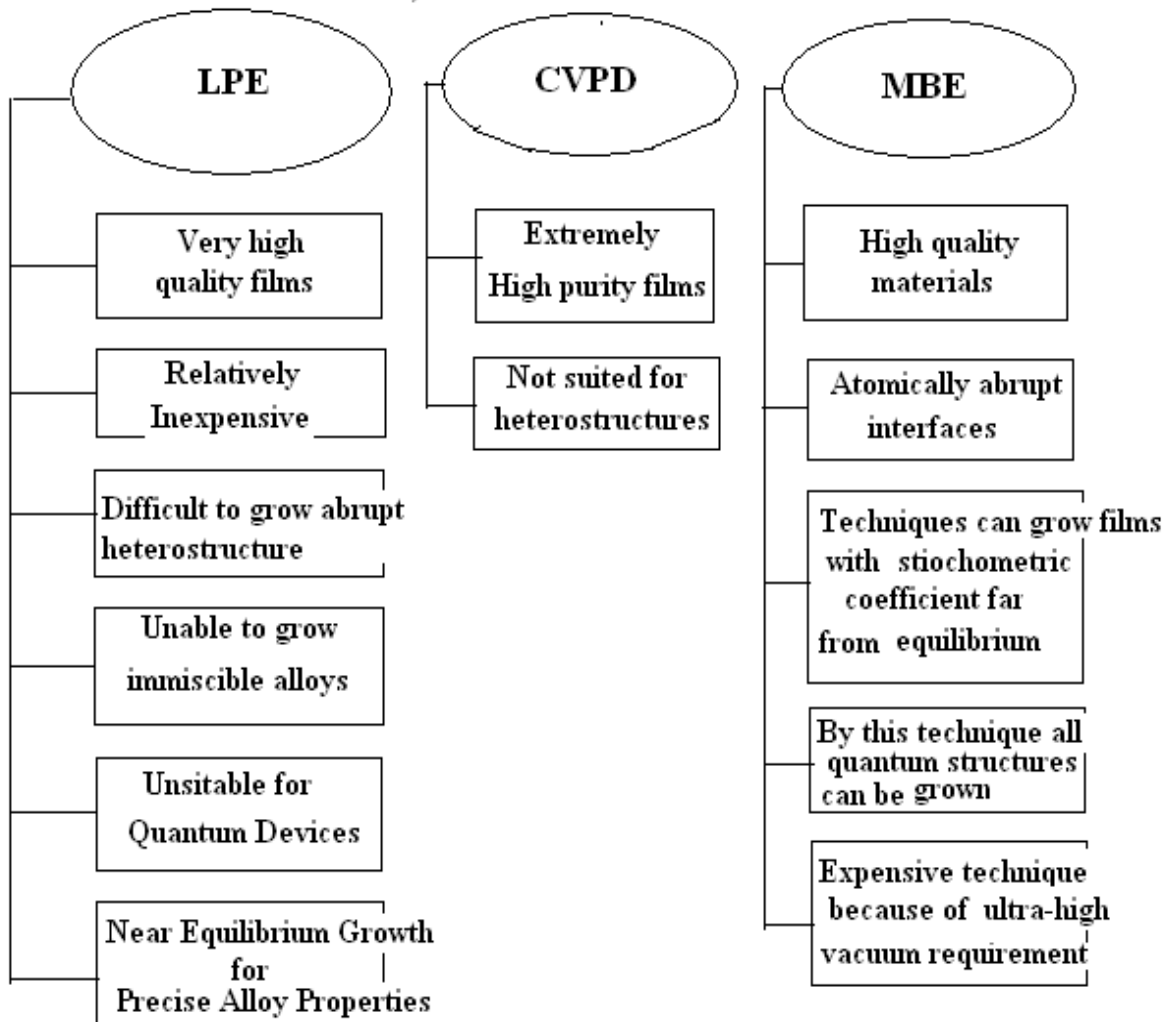 LPE
Very high
quality films
Relatively
Inexpensive
Difficult to grow abrupt
heterostructure
Unable to grow
immiscible alloys
Unsitable for
Quantum Devices
Near Equilibrium Growth
for
Precise Alloy Properties
CVPD
Extremely
High purity films
Not suited for
heterostructures
MBE
High quality
materials
Atomically abrupt
interfaces
Techniques can grow films
with stiochometric
coefficient far
from equilibrium
By this technique all
quantum structures
can be grown
Expensive technique
because of ultra-high
vacuum requirement